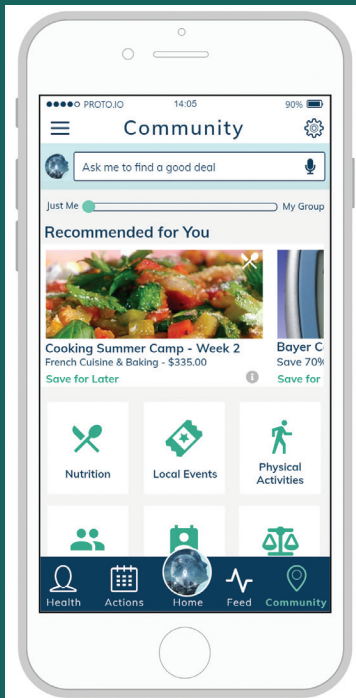 PROTO.IO 14:05 90%
Community
Ask me to find a good deal
Just Me My Group
Recommended for You
Cooking Summer Camp - Week 2
French Cuisine & Baking - $335.00
Save for Later
Bayer C
Save 70%
Save for
Nutrition Local Events Physical
Activities
Health Actions Home Feed Community